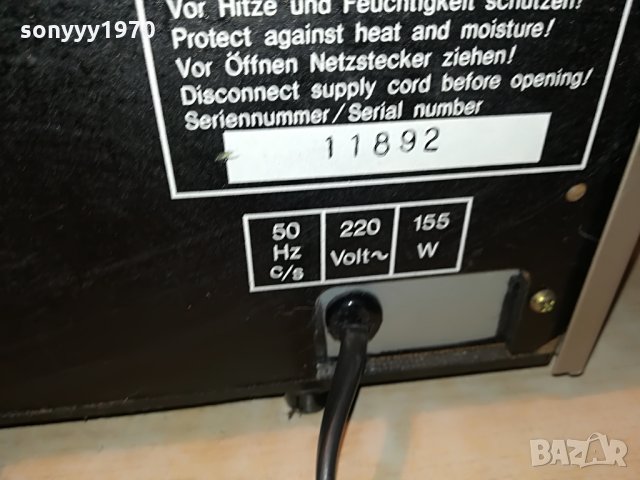 sonyyy1970
Vor Hitze und Feuchtigkeit schützen!
Protect against heat and moisture!
Vor Öffnen Netzstecker ziehen!
Disconnect supply cord before opening!
Seriennummer/Serial number
11892
50 Hz c/s
220 Volt~
155 W
BAZAR